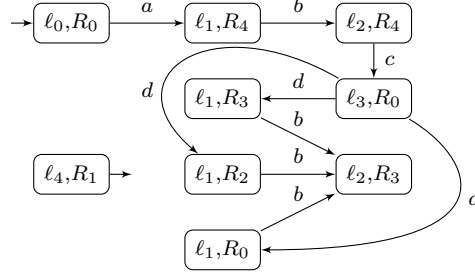 ℓ₀,R₀ a ℓ₁,R₄ b ℓ₂,R₄
c
d ℓ₁,R₃ d ℓ₃,R₀
b
ℓ₄,R₁ ℓ₁,R₂ b ℓ₂,R₃
b d
ℓ₁,R₀